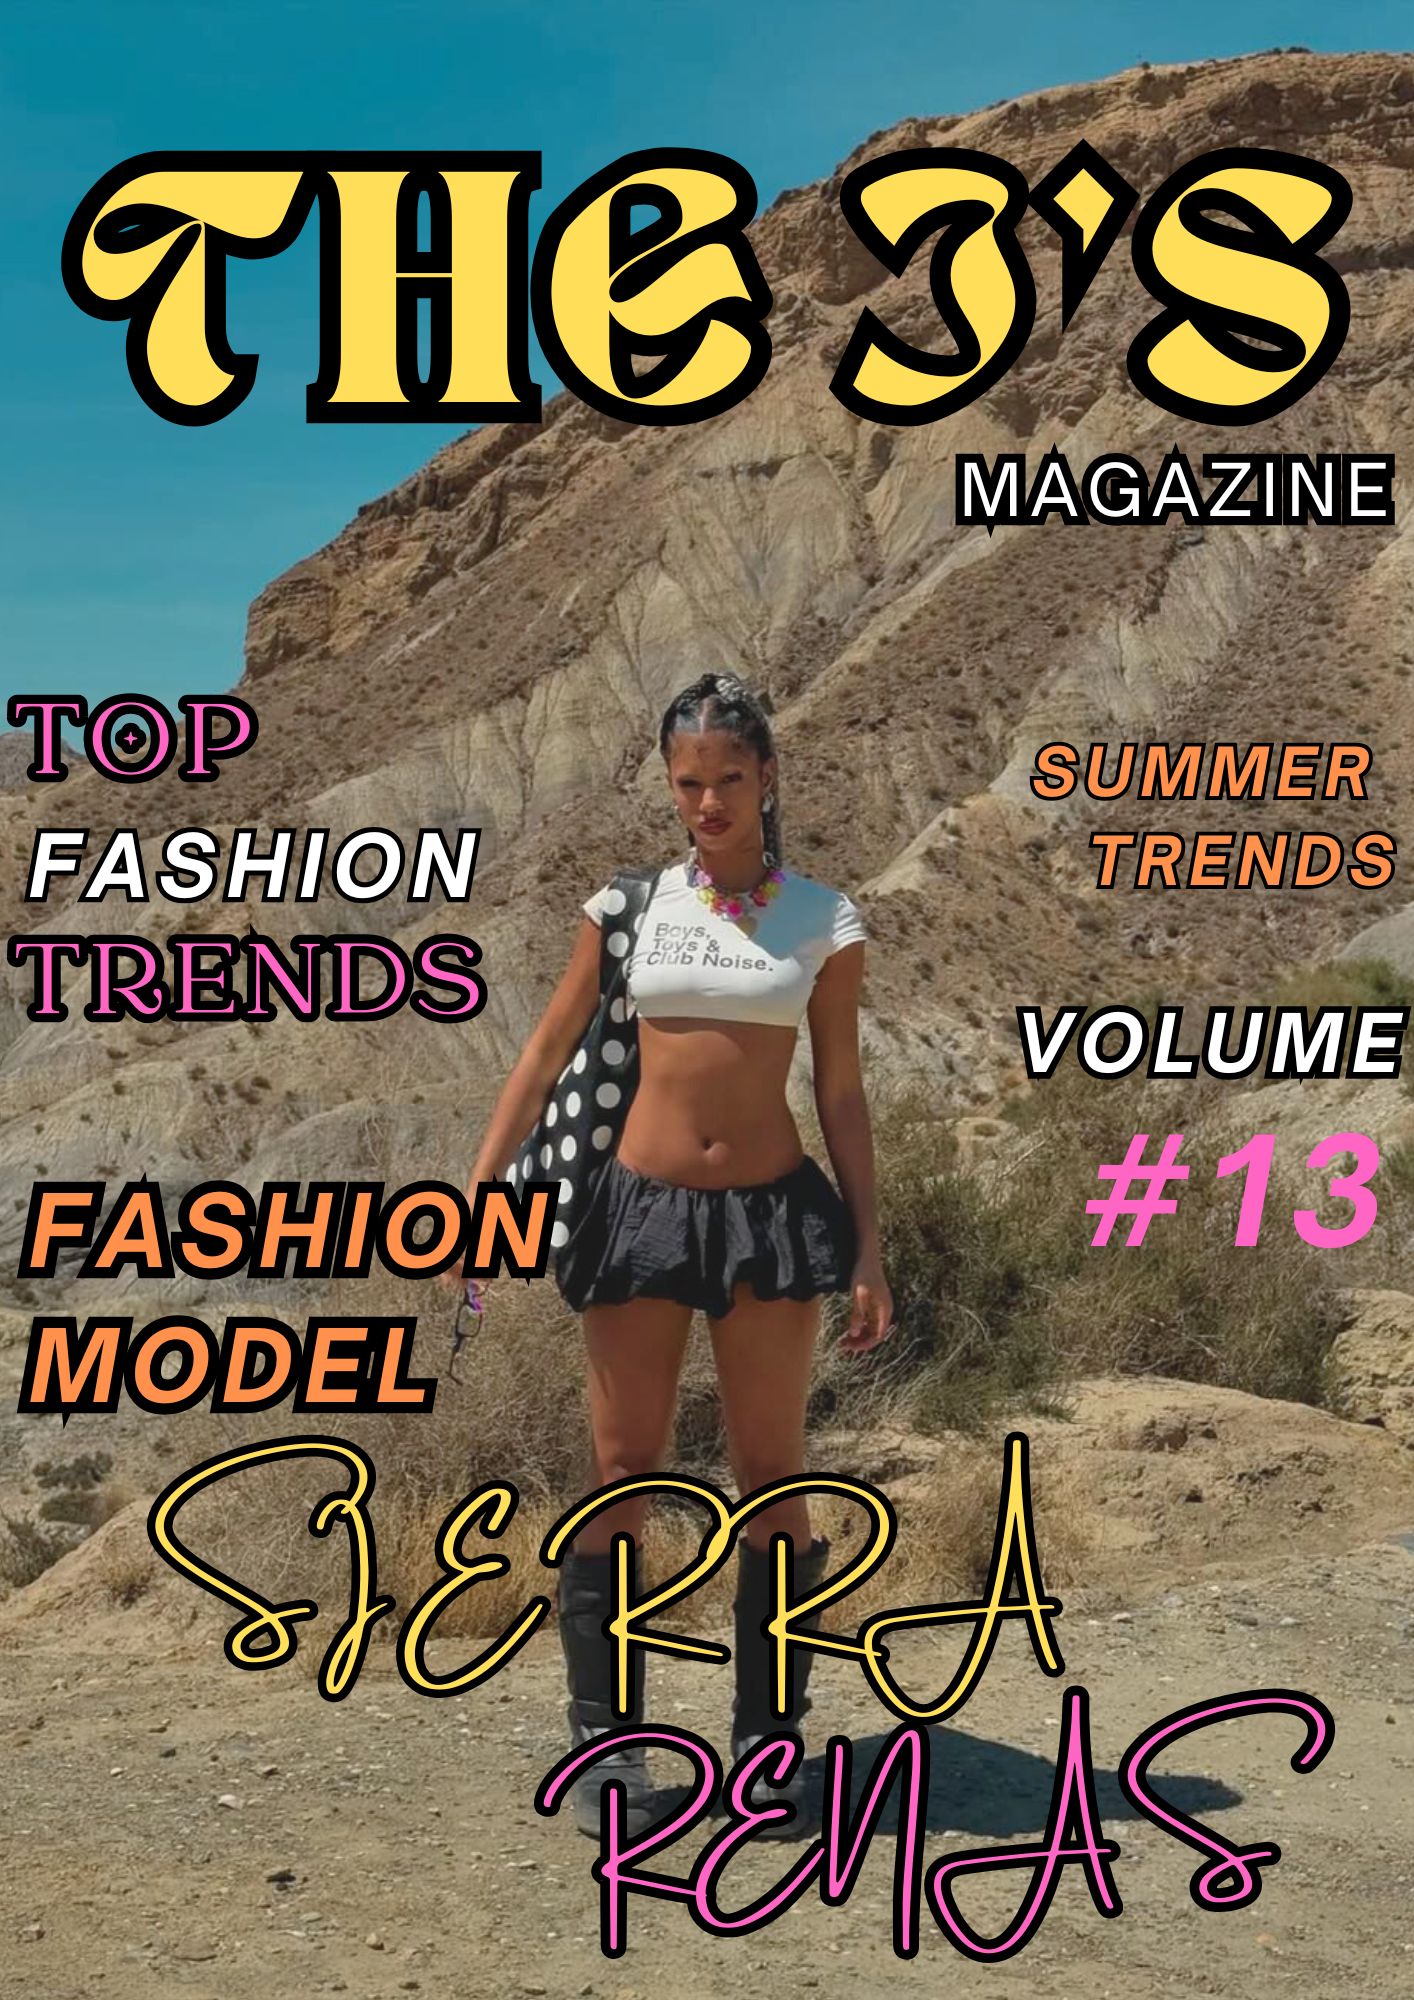 THE J'S
MAGAZINE
TOP
FASHION
TRENDS
SUMMER
TRENDS
Boys,
Toys &
Club Noise.
VOLUME
#13
FASHION
MODEL
SIERRA
RENAS